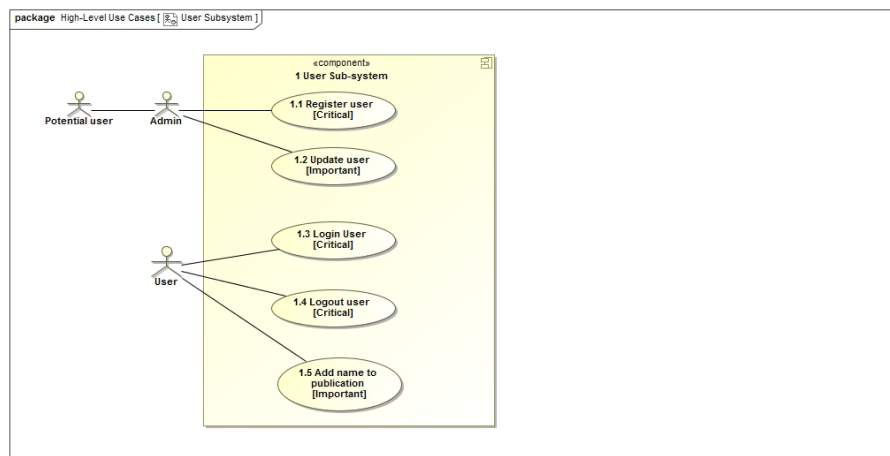 package High-Level Use Cases [ User Subsystem ]
«component»
1 User Sub-system
1.1 Register user
[Critical]
Potential user
Admin
1.2 Update user
[Important]
1.3 Login User
[Critical]
User
1.4 Logout user
[Critical]
1.5 Add name to
publication
[Important]